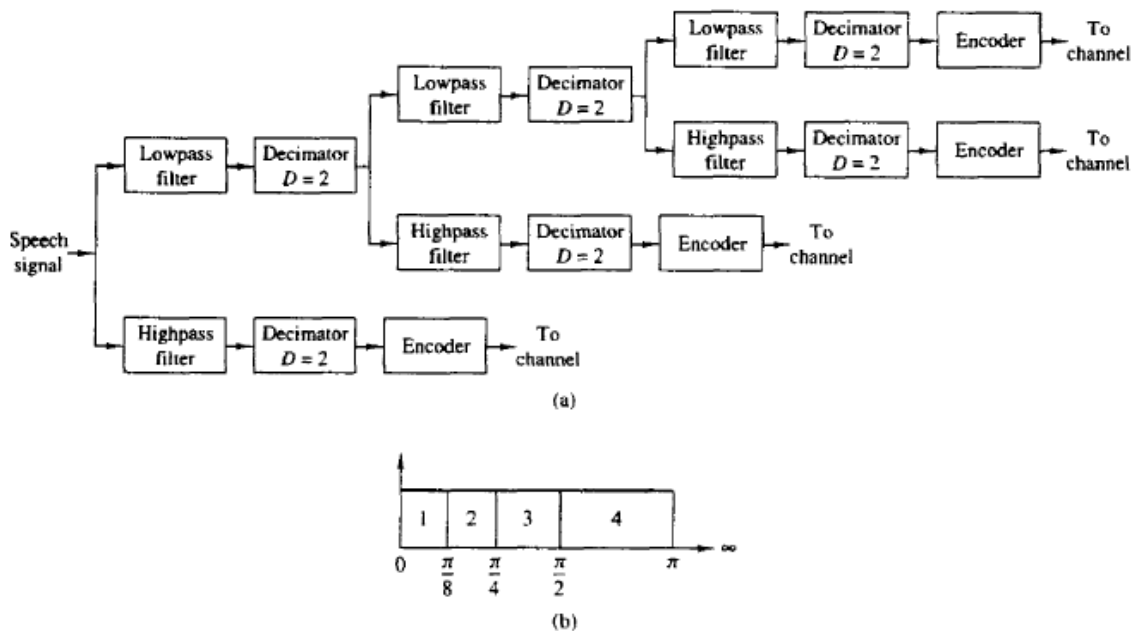 Lowpass
filter
Decimator
D = 2
Encoder
To
channel
Lowpass
filter
Decimator
D = 2
Highpass
filter
Decimator
D = 2
Encoder
To
channel
Lowpass
filter
Decimator
D = 2
Highpass
filter
Decimator
D = 2
Encoder
To
channel
Speech
signal
Highpass
filter
Decimator
D = 2
Encoder
To
channel
(a)
1 2 3 4
∞
0 π/8 π/4 π/2 π
(b)